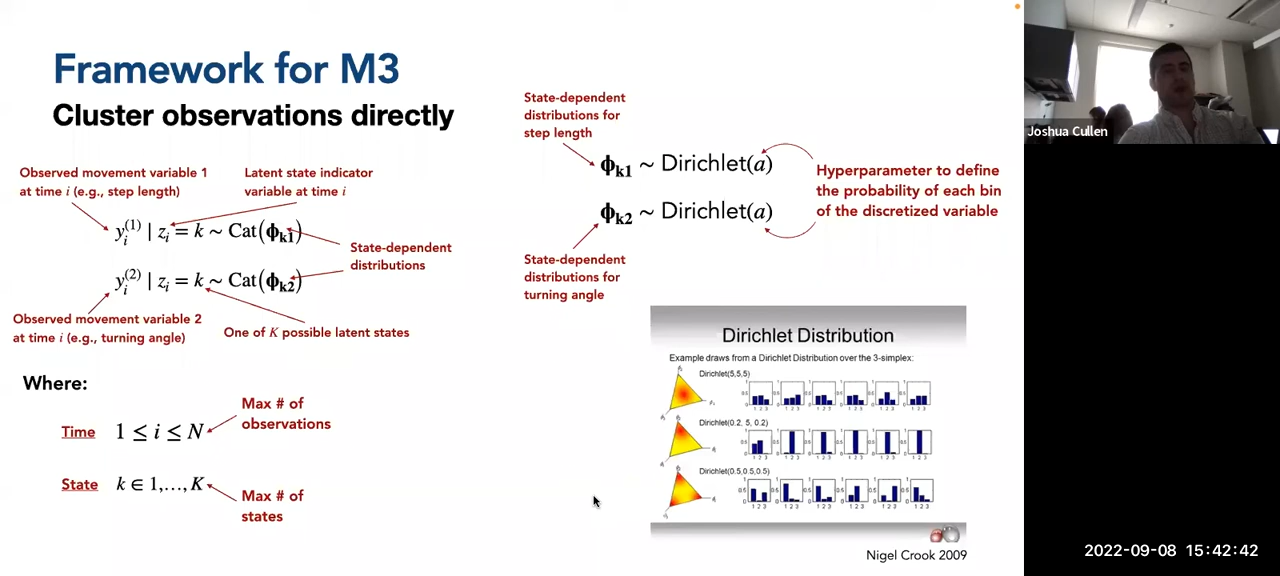 Framework for M3
Cluster observations directly
Observed movement variable 1
at time i (e.g., step length)
Latent state indicator
variable at time i
y_i^(1) | z_i = k ~ Cat(ϕ_k1)
State-dependent
distributions
y_i^(2) | z_i = k ~ Cat(ϕ_k2)
Observed movement variable 2
at time i (e.g., turning angle)
One of K possible latent states
Where:
Time 1 ≤ i ≤ N
Max # of
observations
State k ∈ 1,…,K
Max # of
states
State-dependent
distributions for
step length
ϕ_k1 ~ Dirichlet(a)
ϕ_k2 ~ Dirichlet(a)
Hyperparameter to define
the probability of each bin
of the discretized variable
State-dependent
distributions for
turning angle
Dirichlet Distribution
Example draws from a Dirichlet Distribution over the 3-simplex:
Dirichlet(5,5,5)
Dirichlet(0.2, 5, 0.2)
Dirichlet(0.5,0.5,0.5)
Nigel Crook 2009
Joshua Cullen
2022-09-08 15:42:42